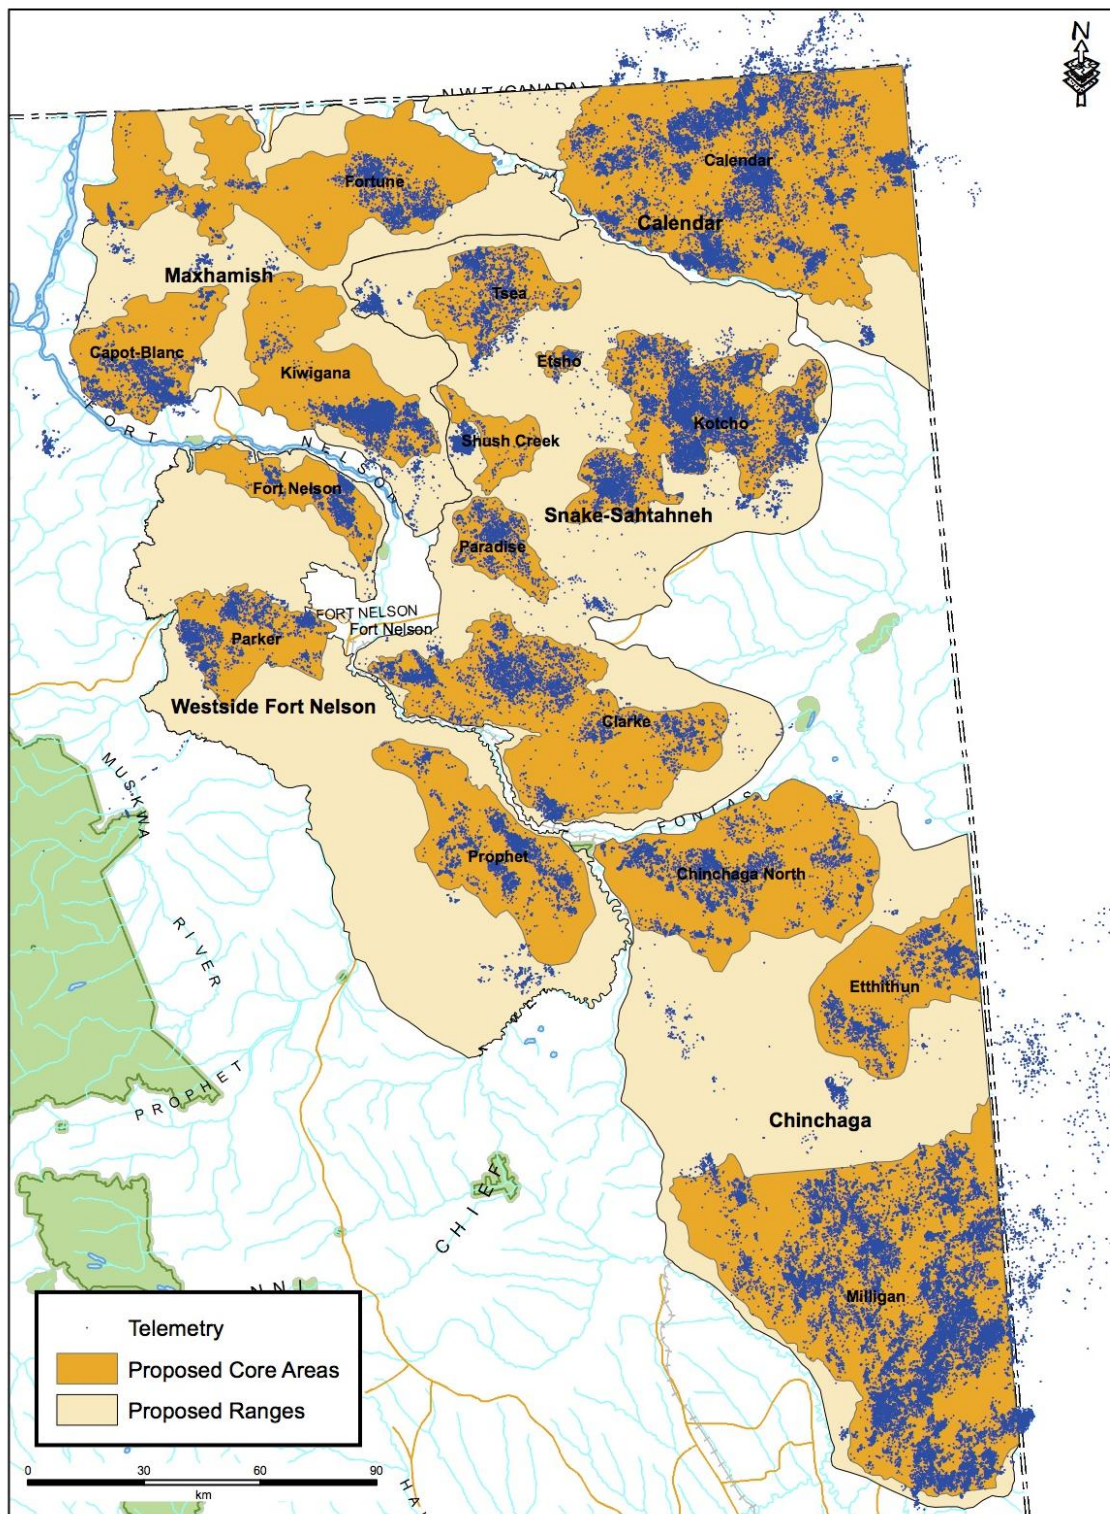 N
N.W.T (CANADA)
Calendar
Calendar
Fortune
Maxhamish
Tsea
Capot-Blanc
Etsho
Kiwigana
Kotcho
FORT NELSON
Shush Creek
Fort Nelson
Snake-Sahtahneh
Paradise
FORT NELSON
Fort Nelson
Parker
Westside Fort Nelson
Clarke
MUSKWA
RIVER
FONTAS
Prophet
Chinchaga North
Etthithun
PROPHET
Chinchaga
CHIEF
Milligan
Telemetry
Proposed Core Areas
Proposed Ranges
0 30 60 90
km
HA